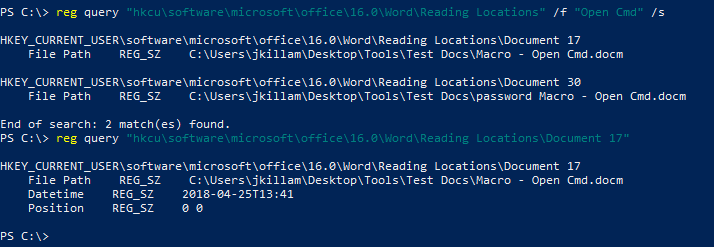 PS C:\> reg query "hkcu\software\microsoft\office\16.0\Word\Reading Locations" /f "Open Cmd" /s
HKEY_CURRENT_USER\software\microsoft\office\16.0\Word\Reading Locations\Document 17
File Path    REG_SZ    C:\Users\jkillam\Desktop\Tools\Test Docs\Macro - Open Cmd.docm
HKEY_CURRENT_USER\software\microsoft\office\16.0\Word\Reading Locations\Document 30
File Path    REG_SZ    C:\Users\jkillam\Desktop\Tools\Test Docs\password Macro - Open Cmd.docm
End of search: 2 match(es) found.
PS C:\> reg query "hkcu\software\microsoft\office\16.0\Word\Reading Locations\Document 17"
HKEY_CURRENT_USER\software\microsoft\office\16.0\Word\Reading Locations\Document 17
File Path    REG_SZ    C:\Users\jkillam\Desktop\Tools\Test Docs\Macro - Open Cmd.docm
Datetime    REG_SZ    2018-04-25T13:41
Position    REG_SZ    0 0
PS C:\>